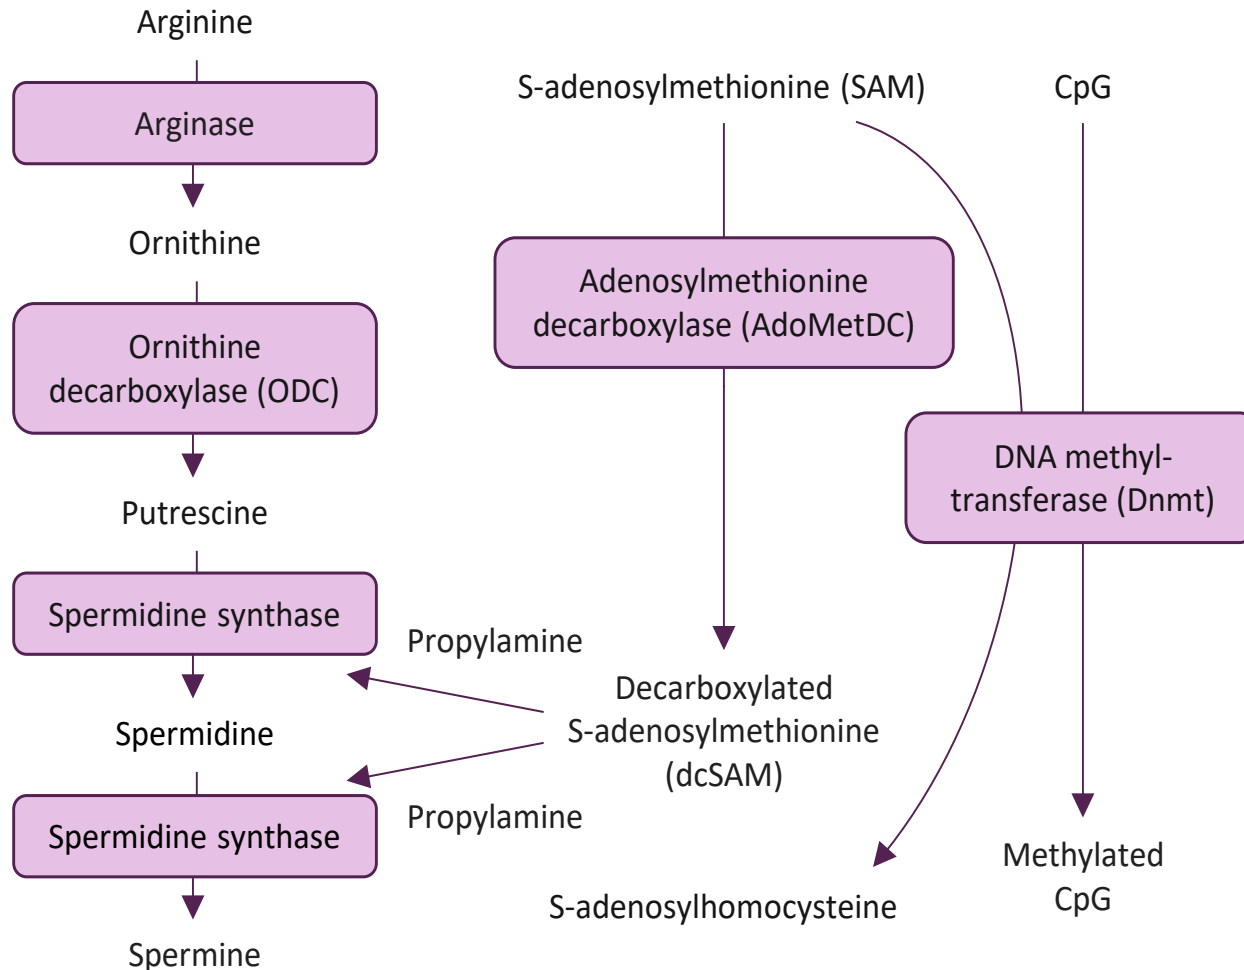 Arginine
Arginase
Ornithine
Ornithine
decarboxylase (ODC)
Putrescine
Spermidine synthase
Spermidine
Spermidine synthase
Spermine
S-adenosylmethionine (SAM)
Adenosylmethionine
decarboxylase (AdoMetDC)
Propylamine
Decarboxylated
S-adenosylmethionine
(dcSAM)
Propylamine
S-adenosylhomocysteine
CpG
DNA methyl-
transferase (Dnmt)
Methylated
CpG